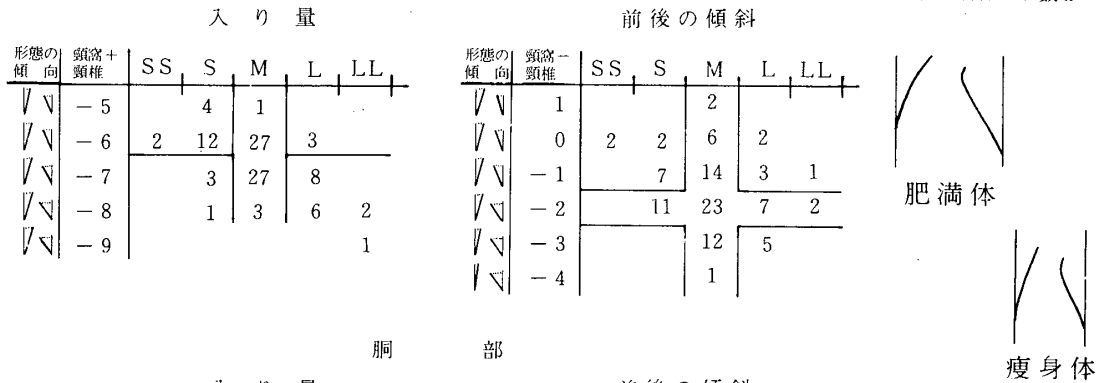 入り量
形態の傾向 頸窩＋頸椎 SS S M L LL
−5 4 1
−6 2 12 27 3
−7 3 27 8
−8 1 3 6 2
−9 1
前後の傾斜
形態の傾向 頸窩−頸椎 SS S M L LL
1 2
0 2 2 6 2
−1 7 14 3 1
−2 11 23 7 2
−3 12 5
−4 1
肥満体
痩身体
胴部